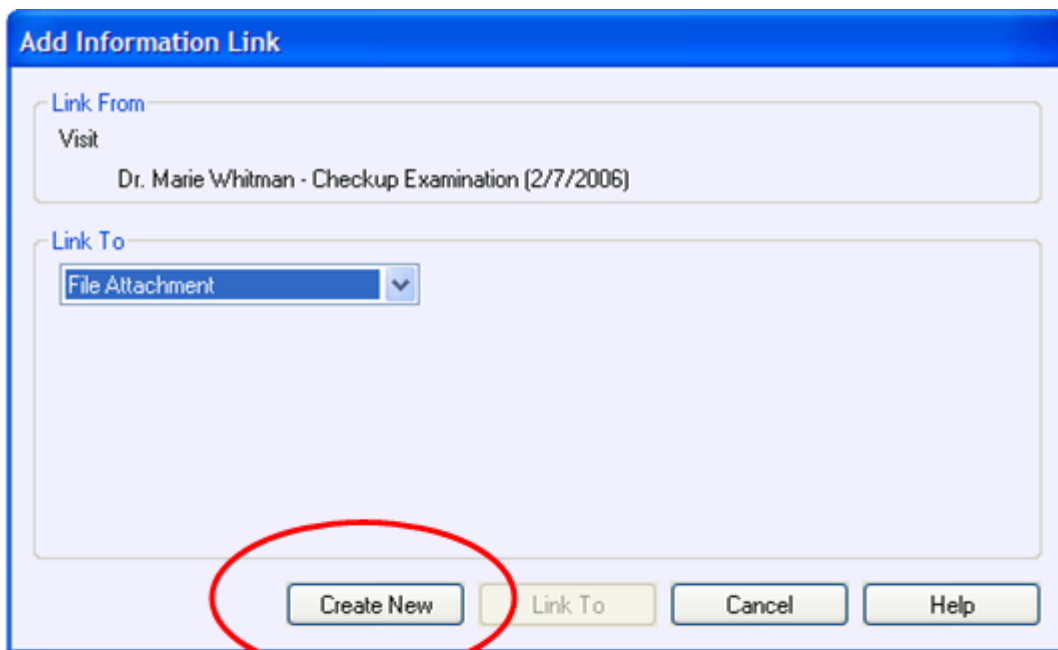 Add Information Link
Link From
Visit
Dr. Marie Whitman - Checkup Examination (2/7/2006)
Link To
File Attachment
Create New Link To Cancel Help